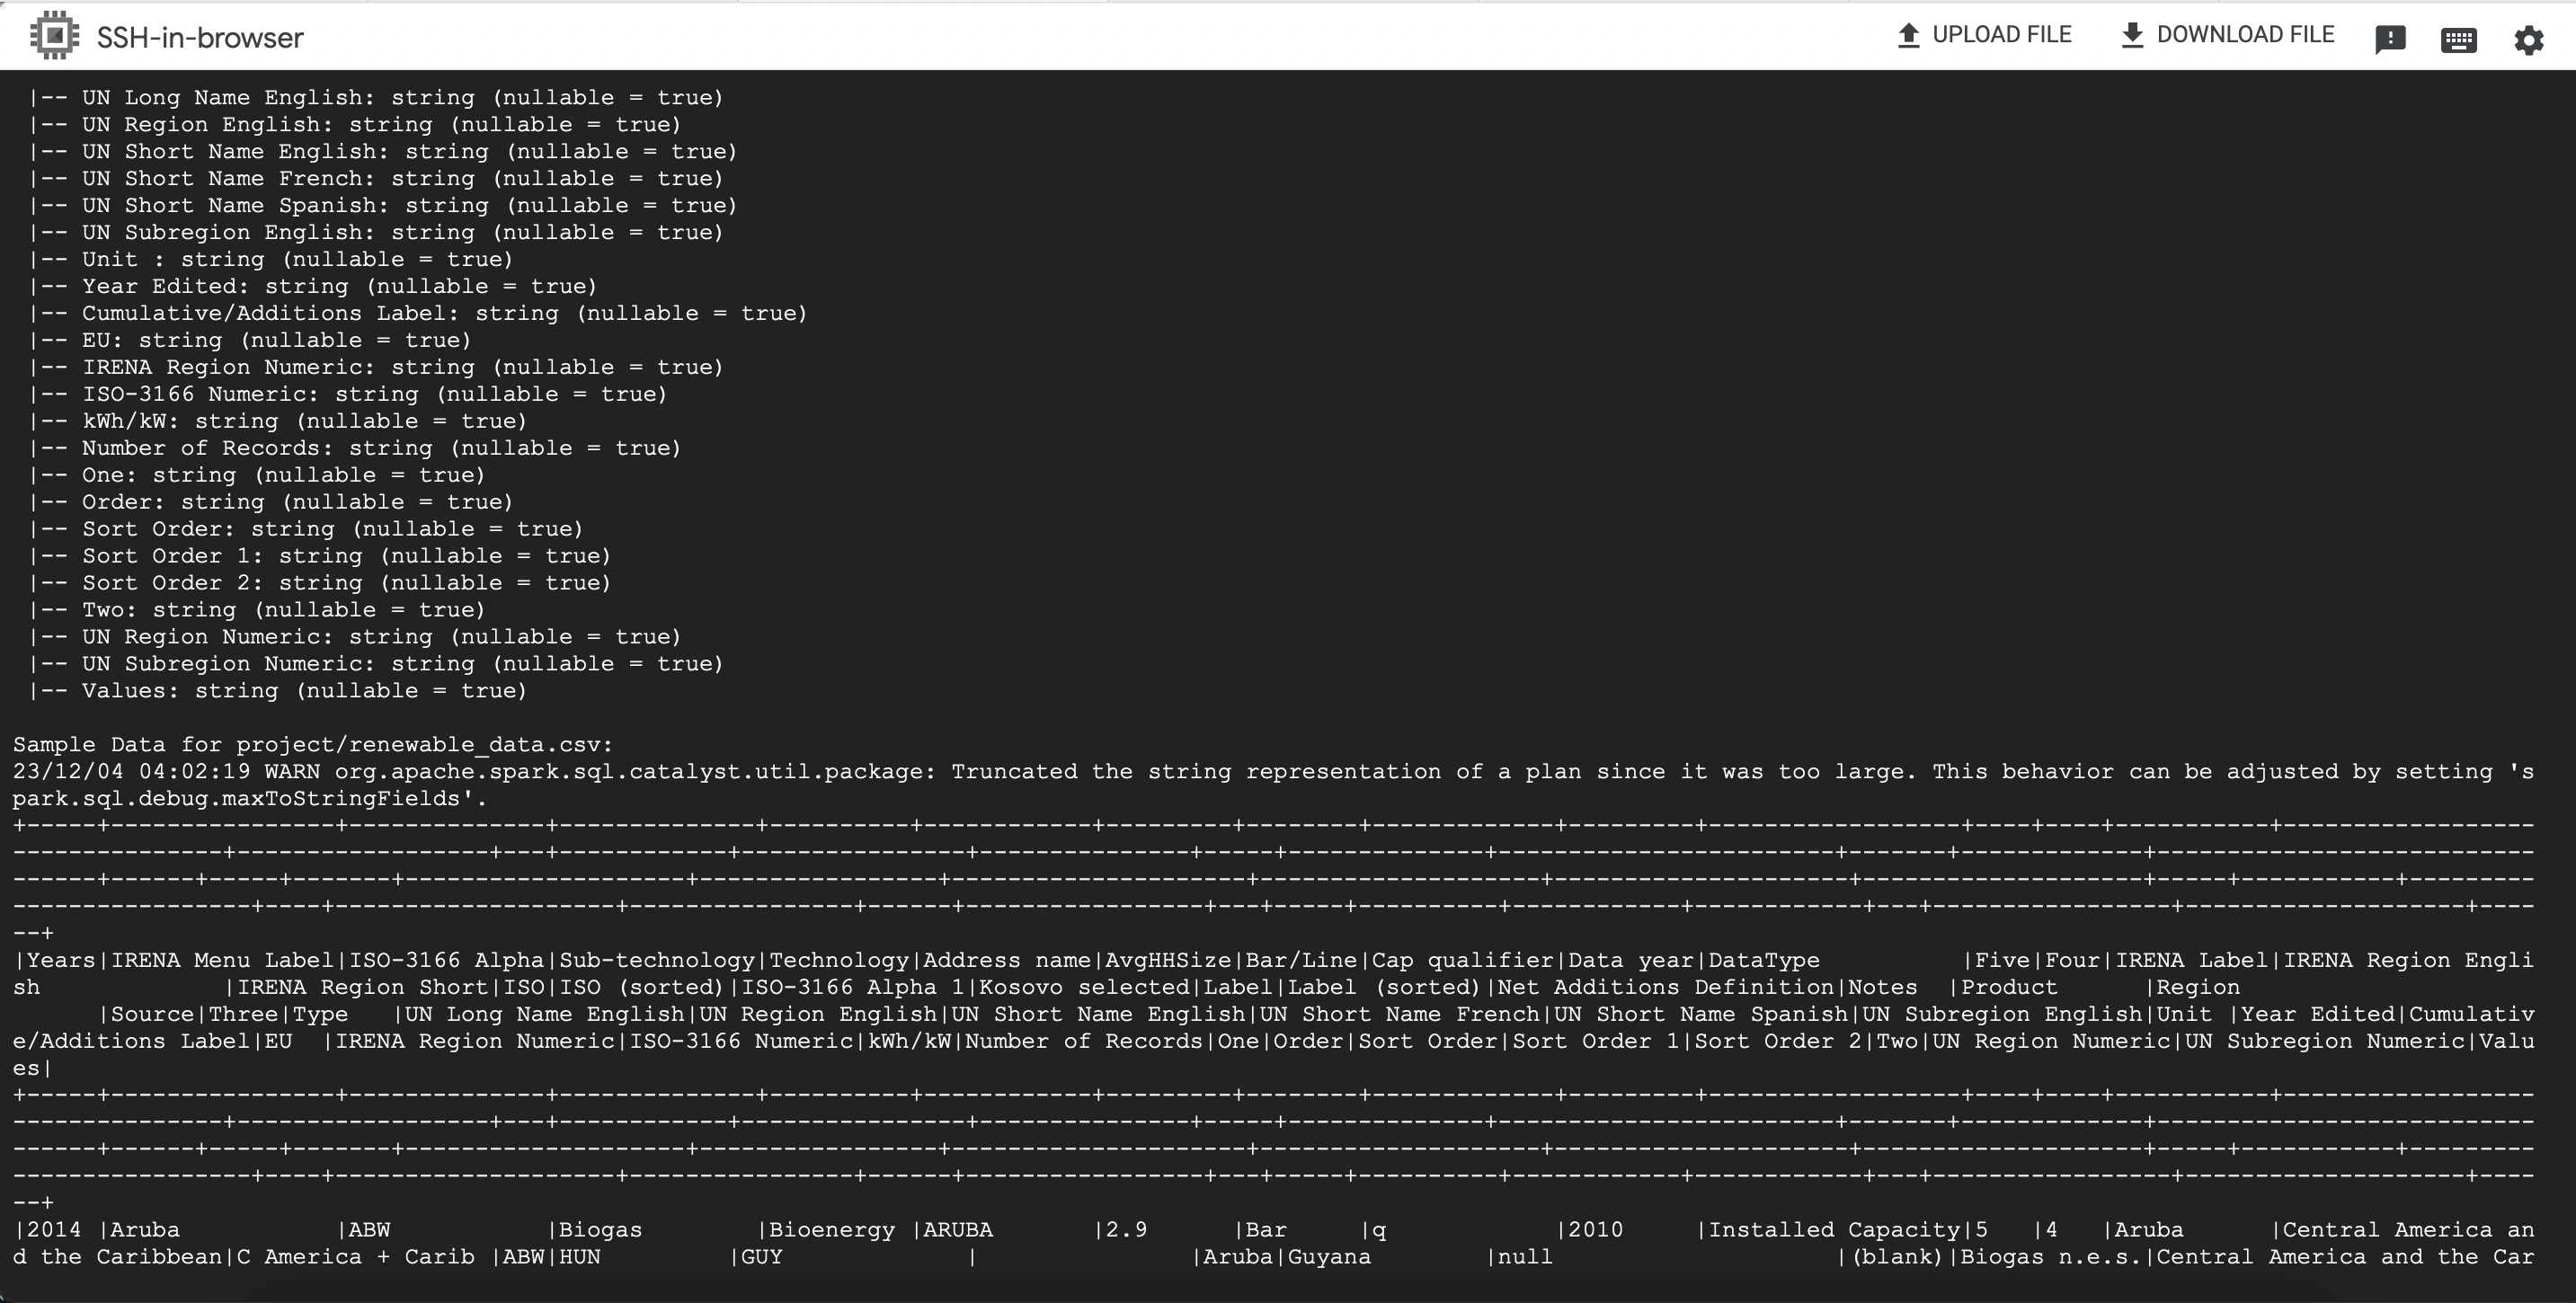 SSH-in-browser UPLOAD FILE DOWNLOAD FILE
|-- UN Long Name English: string (nullable = true)
|-- UN Region English: string (nullable = true)
|-- UN Short Name English: string (nullable = true)
|-- UN Short Name French: string (nullable = true)
|-- UN Short Name Spanish: string (nullable = true)
|-- UN Subregion English: string (nullable = true)
|-- Unit : string (nullable = true)
|-- Year Edited: string (nullable = true)
|-- Cumulative/Additions Label: string (nullable = true)
|-- EU: string (nullable = true)
|-- IRENA Region Numeric: string (nullable = true)
|-- ISO-3166 Numeric: string (nullable = true)
|-- kWh/kW: string (nullable = true)
|-- Number of Records: string (nullable = true)
|-- One: string (nullable = true)
|-- Order: string (nullable = true)
|-- Sort Order: string (nullable = true)
|-- Sort Order 1: string (nullable = true)
|-- Sort Order 2: string (nullable = true)
|-- Two: string (nullable = true)
|-- UN Region Numeric: string (nullable = true)
|-- UN Subregion Numeric: string (nullable = true)
|-- Values: string (nullable = true)
Sample Data for project/renewable_data.csv:
23/12/04 04:02:19 WARN org.apache.spark.sql.catalyst.util.package: Truncated the string representation of a plan since it was too large. This behavior can be adjusted by setting 's
park.sql.debug.maxToStringFields'.
|Years|IRENA Menu Label|ISO-3166 Alpha|Sub-technology|Technology|Address name|AvgHHSize|Bar/Line|Cap qualifier|Data year|DataType |Five|Four|IRENA Label|IRENA Region Engli
sh |IRENA Region Short|ISO|ISO (sorted)|ISO-3166 Alpha 1|Kosovo selected|Label|Label (sorted)|Net Additions Definition|Notes |Product |Region
|Source|Three|Type |UN Long Name English|UN Region English|UN Short Name English|UN Short Name French|UN Short Name Spanish|UN Subregion English|Unit |Year Edited|Cumulativ
e/Additions Label|EU |IRENA Region Numeric|ISO-3166 Numeric|kWh/kW|Number of Records|One|Order|Sort Order|Sort Order 1|Sort Order 2|Two|UN Region Numeric|UN Subregion Numeric|Valu
es|
|2014 |Aruba |ABW |Biogas |Bioenergy |ARUBA |2.9 |Bar |q |2010 |Installed Capacity|5 |4 |Aruba |Central America an
d the Caribbean|C America + Carib |ABW|HUN |GUY | |Aruba|Guyana |null |(blank)|Biogas n.e.s.|Central America and the Car